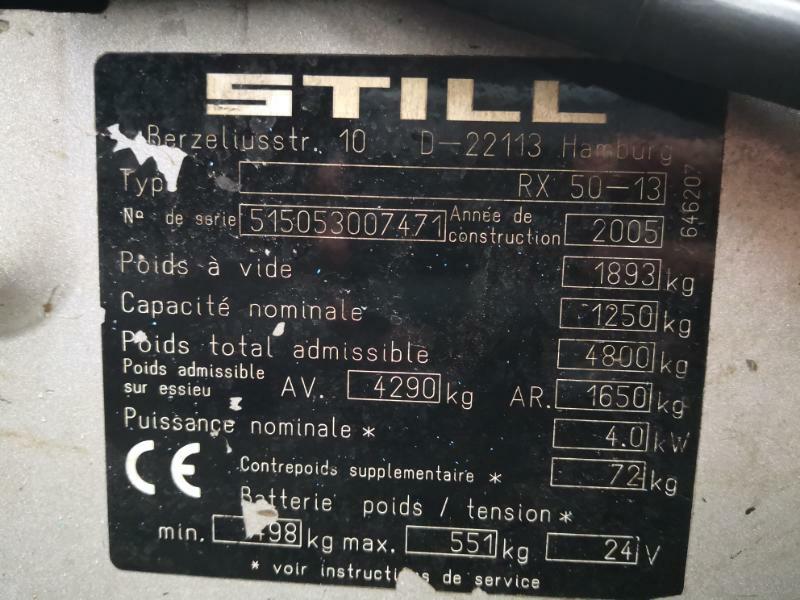 STILL
Berzeliusstr. 10 D-22113 Hamburg
Typ RX 50-13
646207
Nº de serie 515053007471 Année de construction 2005
Poids à vide 1893 kg
Capacité nominale 1250 kg
Poids total admissible 4800 kg
Poids admissible sur essieu AV. 4290 kg AR. 1650 kg
Puissance nominale * 4.0 kW
CE Contrepoids supplementaire * 72 kg
Batterie poids / tension *
min. kg max. 551 kg 24 V
* voir instructions de service